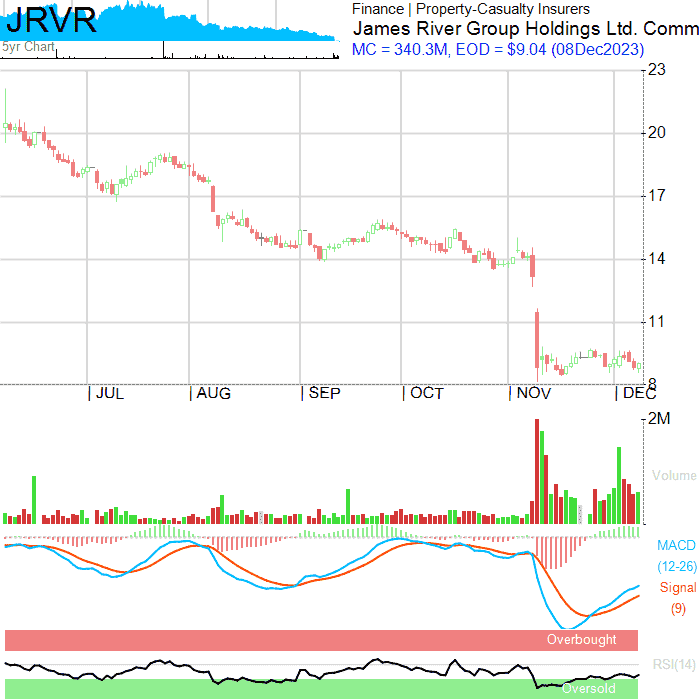 JRVR
5yr Chart
Finance | Property-Casualty Insurers
James River Group Holdings Ltd. Comm
MC = 340.3M, EOD = $9.04 (08Dec2023)
23
20
17
14
11
8
JUL AUG SEP OCT NOV DEC
2M
Volume
MACD
(12-26)
Signal
(9)
Overbought
RSI(14)
Oversold